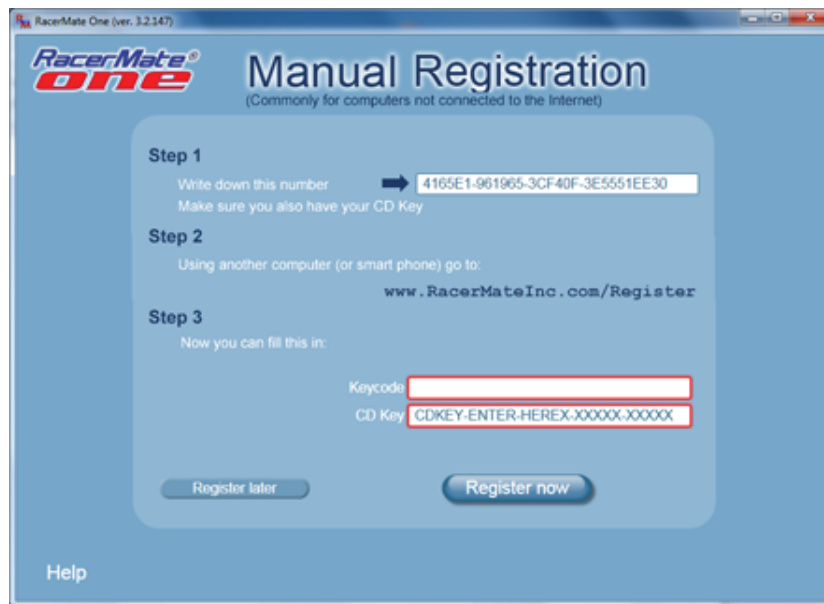 RacerMate One (ver. 3.2.147)
RacerMate®
one
Manual Registration
(Commonly for computers not connected to the Internet)
Step 1
Write down this number
4165E1-961965-3CF40F-3E5551EE30
Make sure you also have your CD Key
Step 2
Using another computer (or smart phone) go to:
www.RacerMateInc.com/Register
Step 3
Now you can fill this in:
Keycode
CD Key CDKEY-ENTER-HEREX-XXXXX-XXXXX
Register later Register now
Help